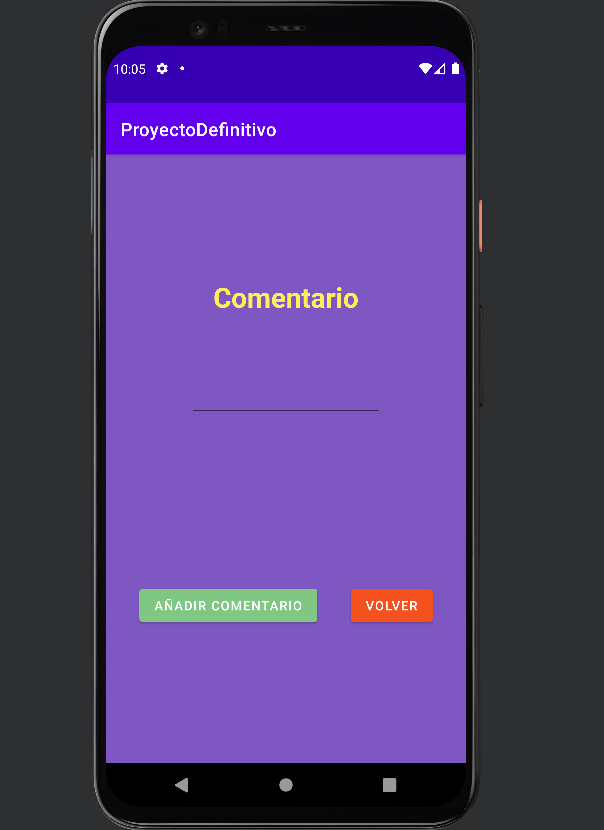 10:05
ProyectoDefinitivo
Comentario
AÑADIR COMENTARIO
VOLVER